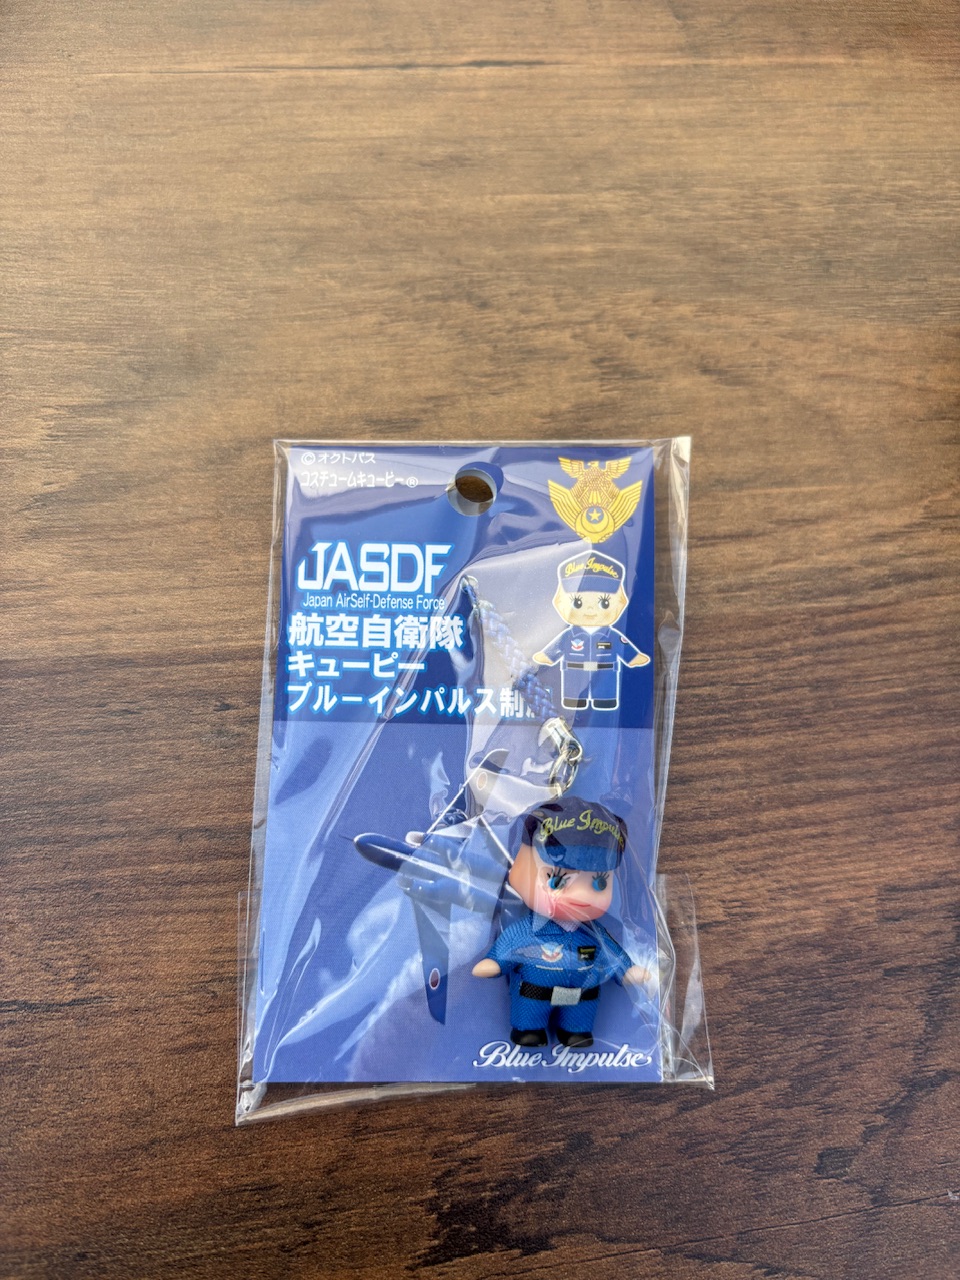 ©オクトパス
コスチュームキューピー®
JASDF
Japan AirSelf-Defense Force
航空自衛隊
キューピー
ブルーインパルス制
Blue Impulse
Blue Impulse
Blue Impulse